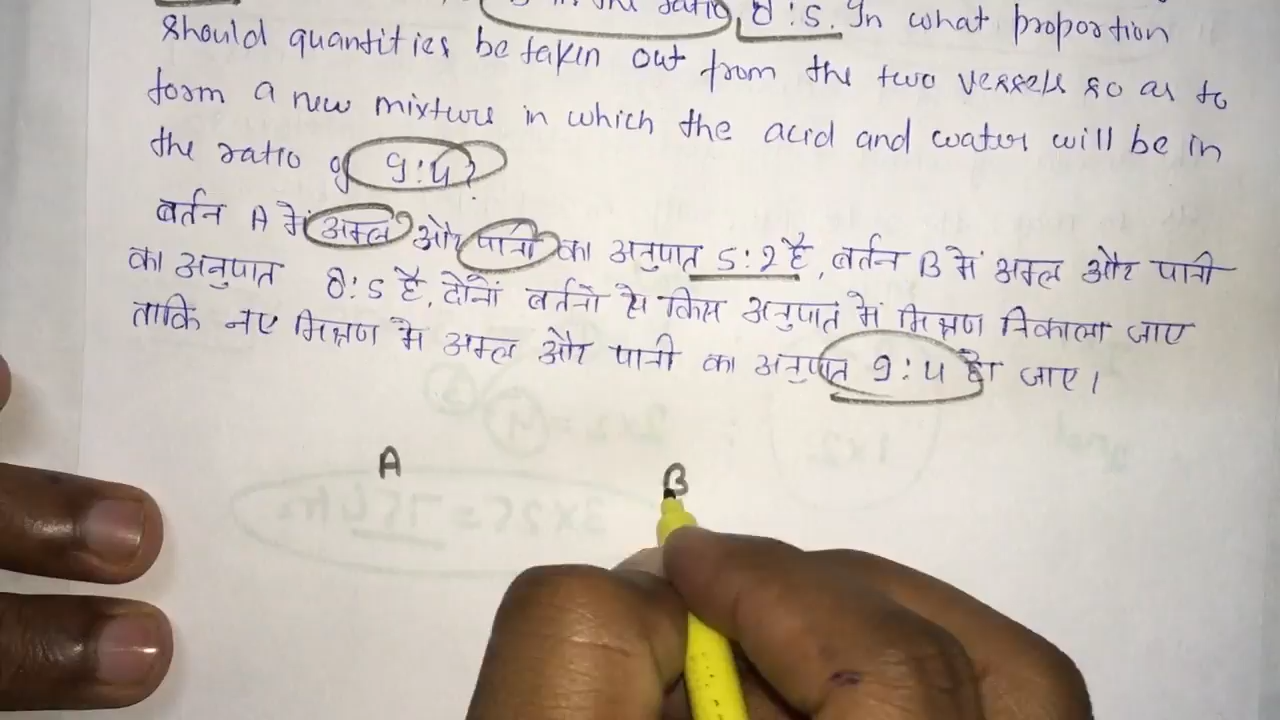 in the ratio, 8:5. In what proportion
should quantities be taken out from the two vessels so as to
form a new mixture in which the acid and water will be in
the ratio of 9:4?
बर्तन A में अम्ल और पानी का अनुपात 5:2 है, बर्तन B में अम्ल और पानी
का अनुपात 8:5 है, दोनों बर्तनो से किस अनुपात में मिश्रण निकाला जाए
ताकि नए मिश्रण मे अम्ल और पानी का अनुपात 9:4 हो जाए।
A B